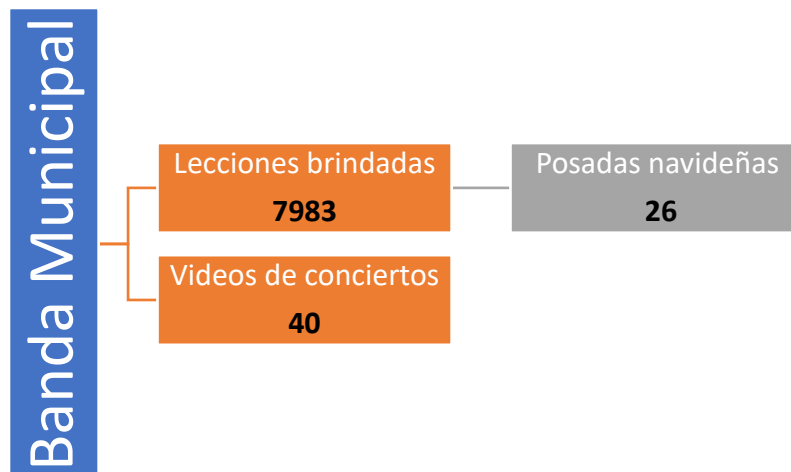 Banda Municipal
Lecciones brindadas
7983
Posadas navideñas
26
Videos de conciertos
40